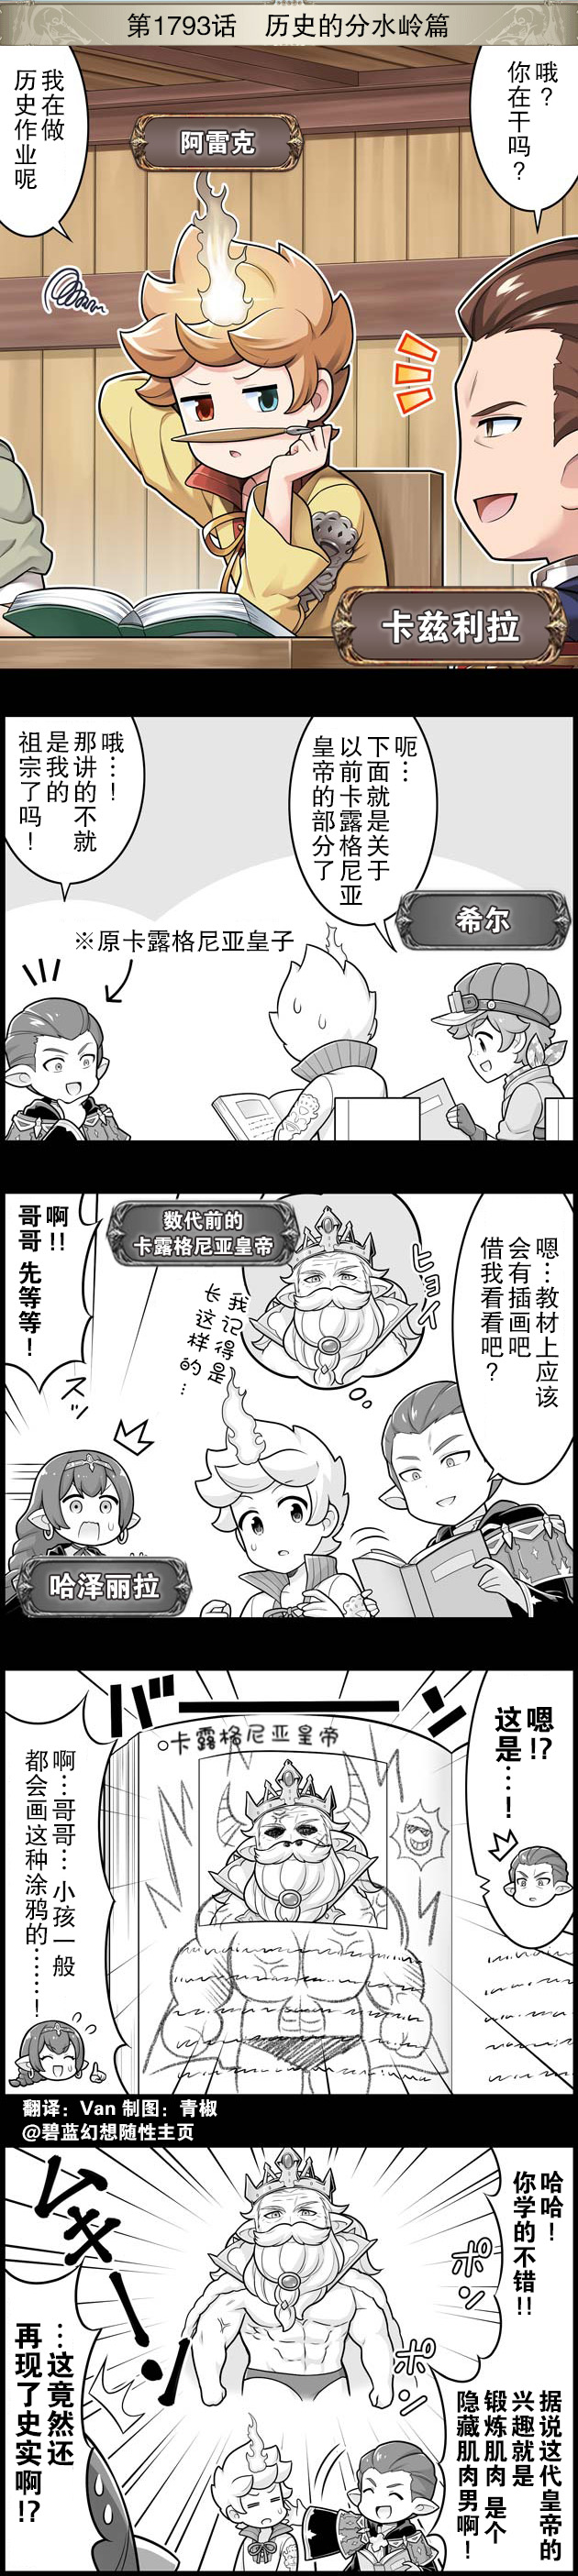 第1793话　历史的分水岭篇
哦？
你在干吗？
我在做
历史作业呢
阿雷克
卡兹利拉
呃…
下面就是关于
以前卡露格尼亚
皇帝的部分了
希尔
哦…！
那讲的不就
是我的
祖宗了吗！
※原卡露格尼亚皇子
嗯…教材上应该
会有插画吧
借我看看吧？
ヒョイ
数代前的
卡露格尼亚皇帝
我记得
这样的是
长…
啊!!
哥哥 先等等！
スッ
哈泽丽拉
嗯!?
这是…！
バーン
○卡露格尼亚皇帝
啊…哥哥…小孩一般
都会画这种涂鸦的……！
翻译：Van 制图：青椒
@碧蓝幻想随性主页
哈哈！
你学的不错!!
ポン
ポン
据说这代皇帝的
兴趣就是
锻炼肌肉 是个
隐藏肌肉男啊！
…这竟然还
再现了史实啊!?